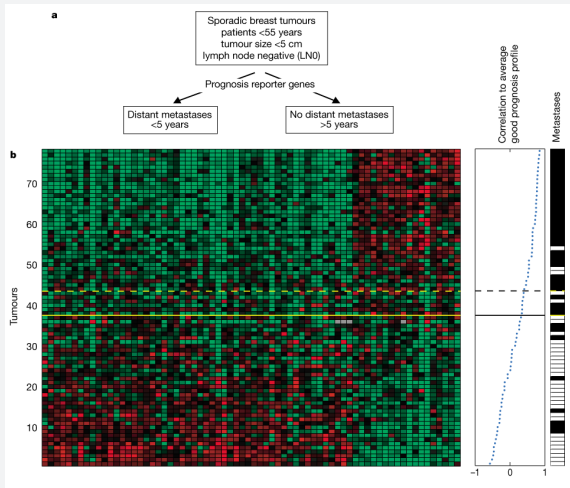 a
Sporadic breast tumours
patients <55 years
tumour size <5 cm
lymph node negative (LN0)
Prognosis reporter genes
Distant metastases
<5 years
No distant metastases
>5 years
Correlation to average
good prognosis profile
Metastases
b
Tumours
70
60
50
40
30
20
10
−1
0
1